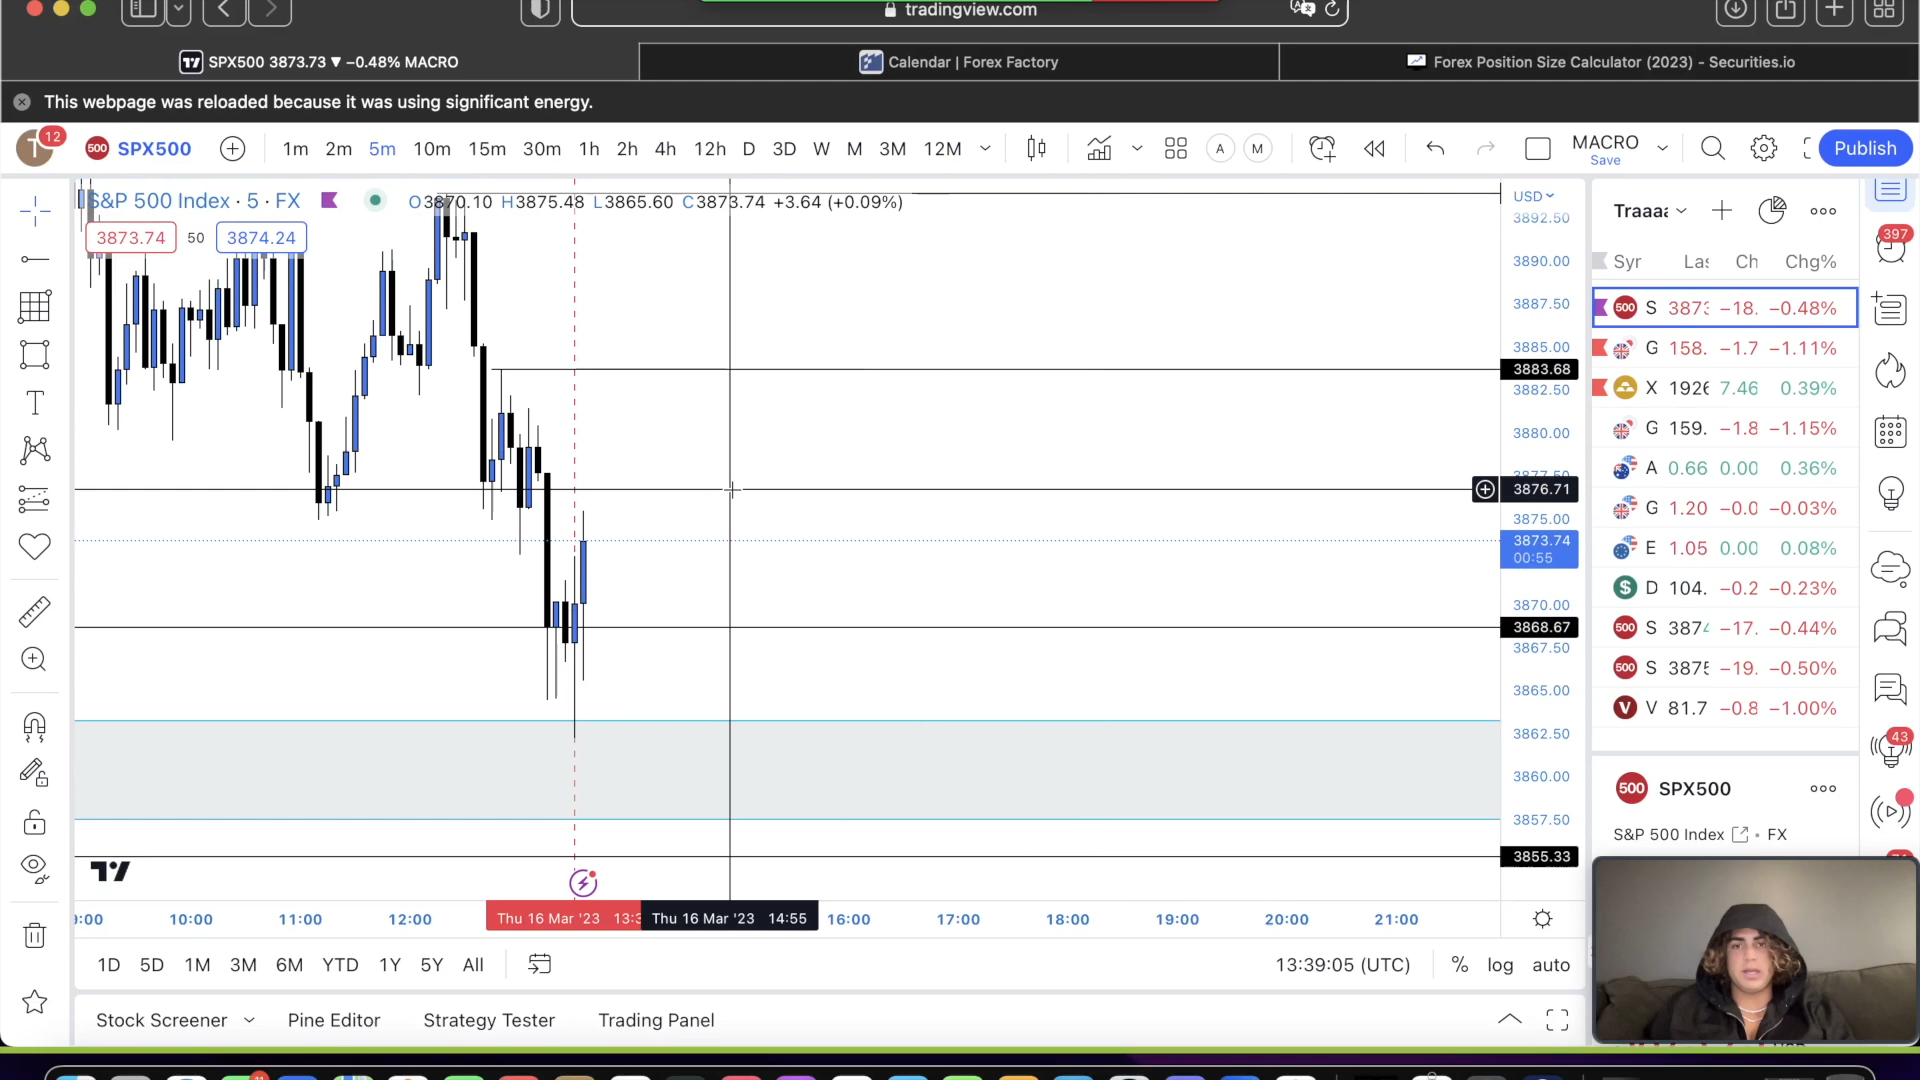 tradingview.com
SPX500 3873.73 ▼ −0.48% MACRO
Calendar | Forex Factory
Forex Position Size Calculator (2023) - Securities.io
This webpage was reloaded because it was using significant energy.
T 12 500 SPX500 1m 2m 5m 10m 15m 30m 1h 2h 4h 12h D 3D W M 3M 12M A M MACRO Save Publish
S&P 500 Index · 5 · FX O3870.10 H3875.48 L3865.60 C3873.74 +3.64 (+0.09%)
3873.74 50 3874.24
USD
3892.50
3890.00
3887.50
3885.00
3883.68
3882.50
3880.00
3877.50
3876.71
3875.00
3873.74
00:55
3870.00
3868.67
3867.50
3865.00
3862.50
3860.00
3857.50
3855.33
10:00 11:00 12:00 Thu 16 Mar '23 13:3 Thu 16 Mar '23 14:55 16:00 17:00 18:00 19:00 20:00 21:00
1D 5D 1M 3M 6M YTD 1Y 5Y All 13:39:05 (UTC) % log auto
Stock Screener Pine Editor Strategy Tester Trading Panel
Traaa
Syr Las Ch Chg%
500 S 3873 −18. −0.48%
G 158. −1.7 −1.11%
X 1926 7.46 0.39%
G 159. −1.8 −1.15%
A 0.66 0.00 0.36%
G 1.20 −0.0 −0.03%
E 1.05 0.00 0.08%
$ D 104. −0.2 −0.23%
500 S 3874 −17. −0.44%
500 S 3875 −19. −0.50%
V V 81.7 −0.8 −1.00%
500 SPX500
S&P 500 Index · FX
397
43
11